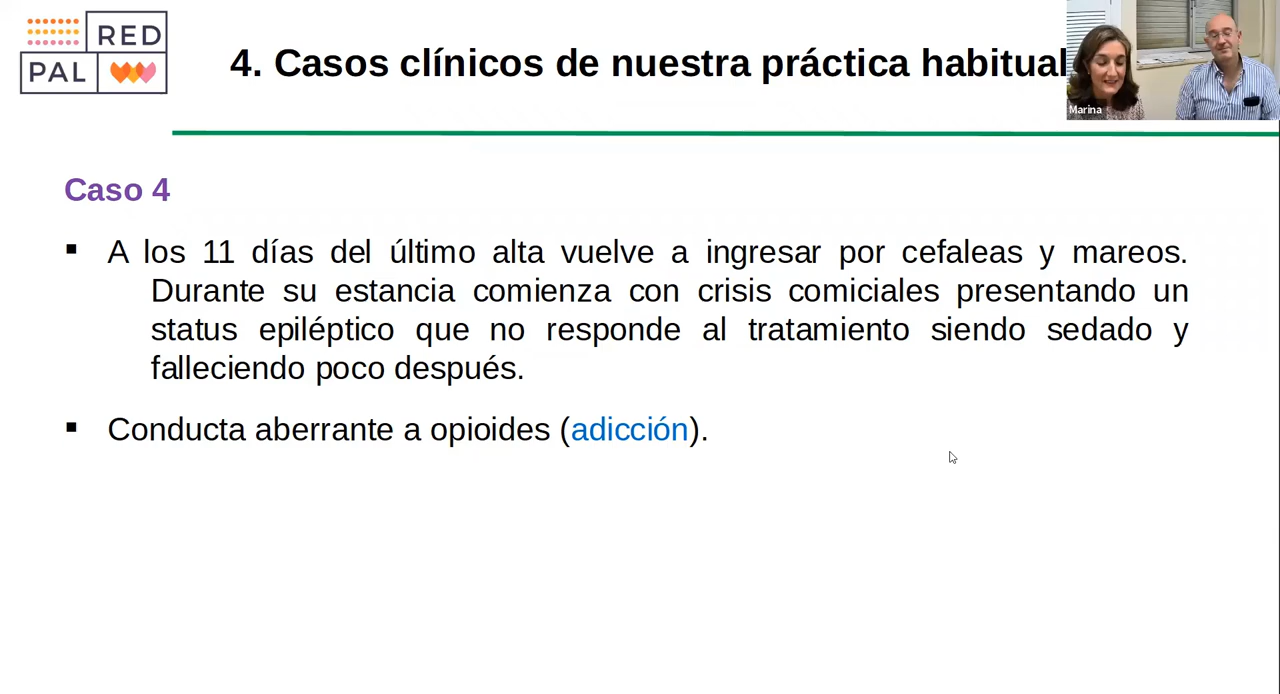 RED
PAL
4. Casos clínicos de nuestra práctica habitual
Marina
Caso 4
▪ A los 11 días del último alta vuelve a ingresar por cefaleas y mareos.
Durante su estancia comienza con crisis comiciales presentando un
status epiléptico que no responde al tratamiento siendo sedado y
falleciendo poco después.
▪ Conducta aberrante a opioides (adicción).